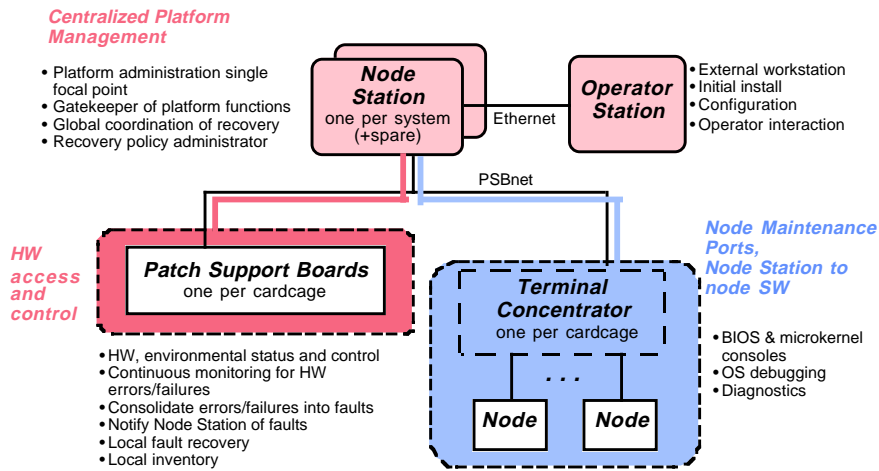 Centralized Platform
Management
• Platform administration single
focal point
• Gatekeeper of platform functions
• Global coordination of recovery
• Recovery policy administrator
Node
Station
one per system
(+spare)
Ethernet
Operator
Station
• External workstation
• Initial install
• Configuration
• Operator interaction
PSBnet
HW
access
and
control
Patch Support Boards
one per cardcage
• HW, environmental status and control
• Continuous monitoring for HW
errors/failures
• Consolidate errors/failures into faults
• Notify Node Station of faults
• Local fault recovery
• Local inventory
Terminal
Concentrator
one per cardcage
. . .
Node
Node
Node Maintenance
Ports,
Node Station to
node SW
• BIOS & microkernel
consoles
• OS debugging
• Diagnostics